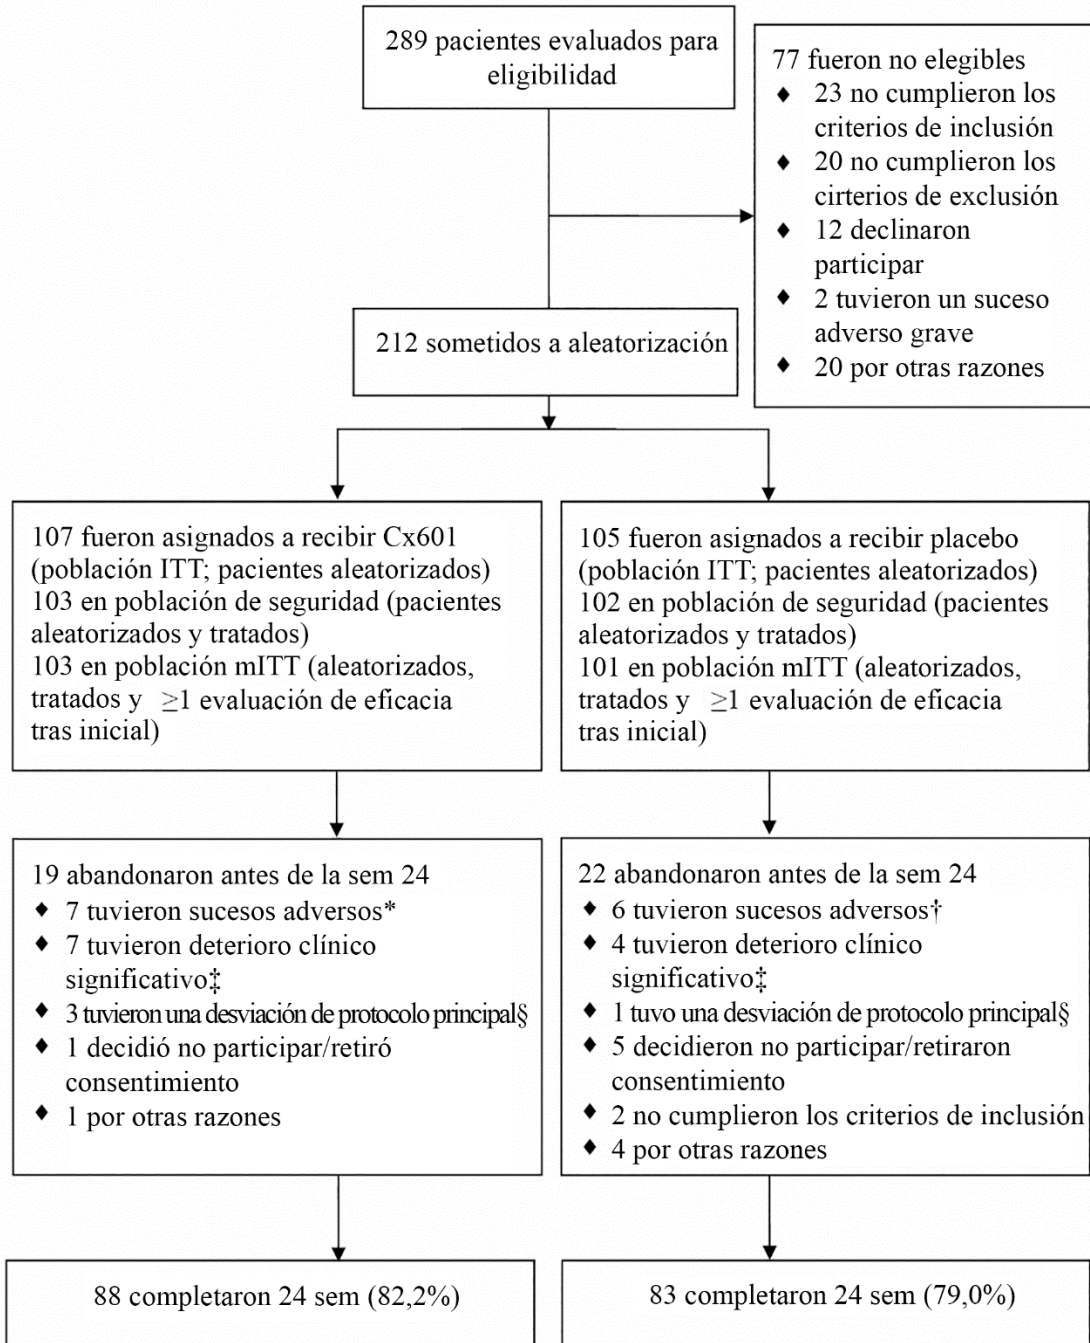 289 pacientes evaluados para
eligibilidad
77 fueron no elegibles
♦ 23 no cumplieron los
criterios de inclusión
♦ 20 no cumplieron los
cirterios de exclusión
♦ 12 declinaron
participar
♦ 2 tuvieron un suceso
adverso grave
♦ 20 por otras razones
212 sometidos a aleatorización
107 fueron asignados a recibir Cx601
(población ITT; pacientes aleatorizados)
103 en población de seguridad (pacientes
aleatorizados y tratados)
103 en población mITT (aleatorizados,
tratados y ≥1 evaluación de eficacia
tras inicial)
105 fueron asignados a recibir placebo
(población ITT; pacientes aleatorizados)
102 en población de seguridad (pacientes
aleatorizados y tratados)
101 en población mITT (aleatorizados,
tratados y ≥1 evaluación de eficacia
tras inicial)
19 abandonaron antes de la sem 24
♦ 7 tuvieron sucesos adversos*
♦ 7 tuvieron deterioro clínico
significativo‡
♦ 3 tuvieron una desviación de protocolo principal§
♦ 1 decidió no participar/retiró
consentimiento
♦ 1 por otras razones
22 abandonaron antes de la sem 24
♦ 6 tuvieron sucesos adversos†
♦ 4 tuvieron deterioro clínico
significativo‡
♦ 1 tuvo una desviación de protocolo principal§
♦ 5 decidieron no participar/retiraron
consentimiento
♦ 2 no cumplieron los criterios de inclusión
♦ 4 por otras razones
88 completaron 24 sem (82,2%)
83 completaron 24 sem (79,0%)